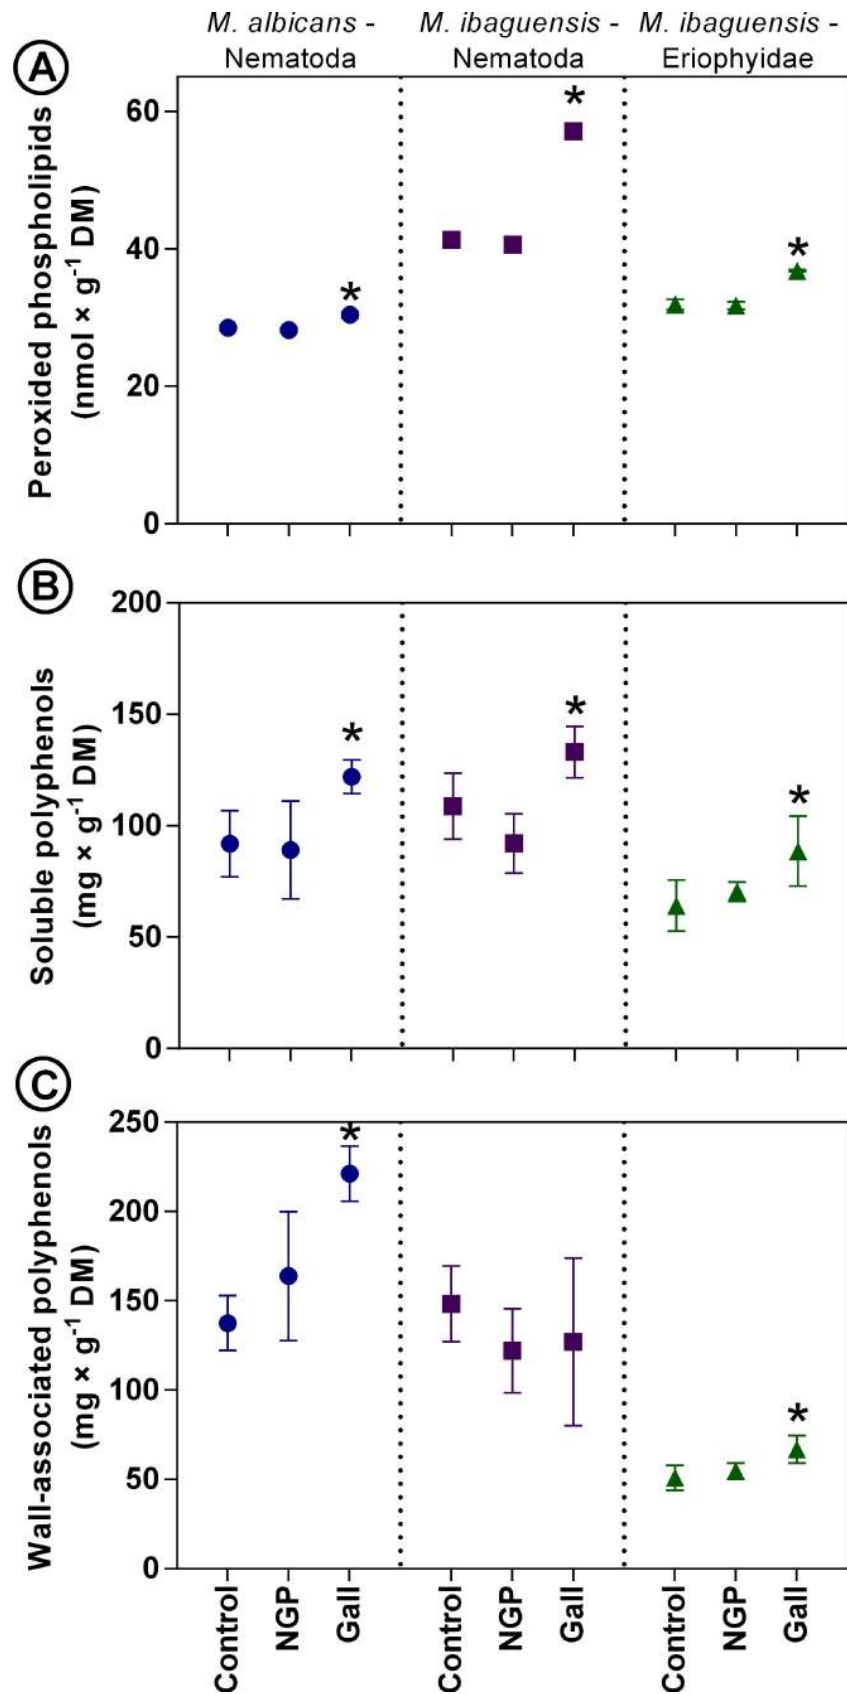 M. albicans - M. ibaguensis - M. ibaguensis -
Nematoda Nematoda Eriophyidae
A
Peroxided phospholipids
(nmol × g⁻¹ DM)
60
40
20
0
*
*
*
B
Soluble polyphenols
(mg × g⁻¹ DM)
200
150
100
50
0
*
*
*
C
Wall-associated polyphenols
(mg × g⁻¹ DM)
250
200
150
100
50
0
*
*
Control NGP Gall Control NGP Gall Control NGP Gall